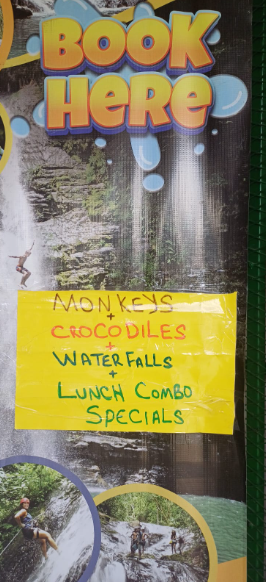 BOOK
HeRe
MONKEYS
+
CROCODILES
+
WATERFALLS
+
LUNCH COMBO
SPECIALS